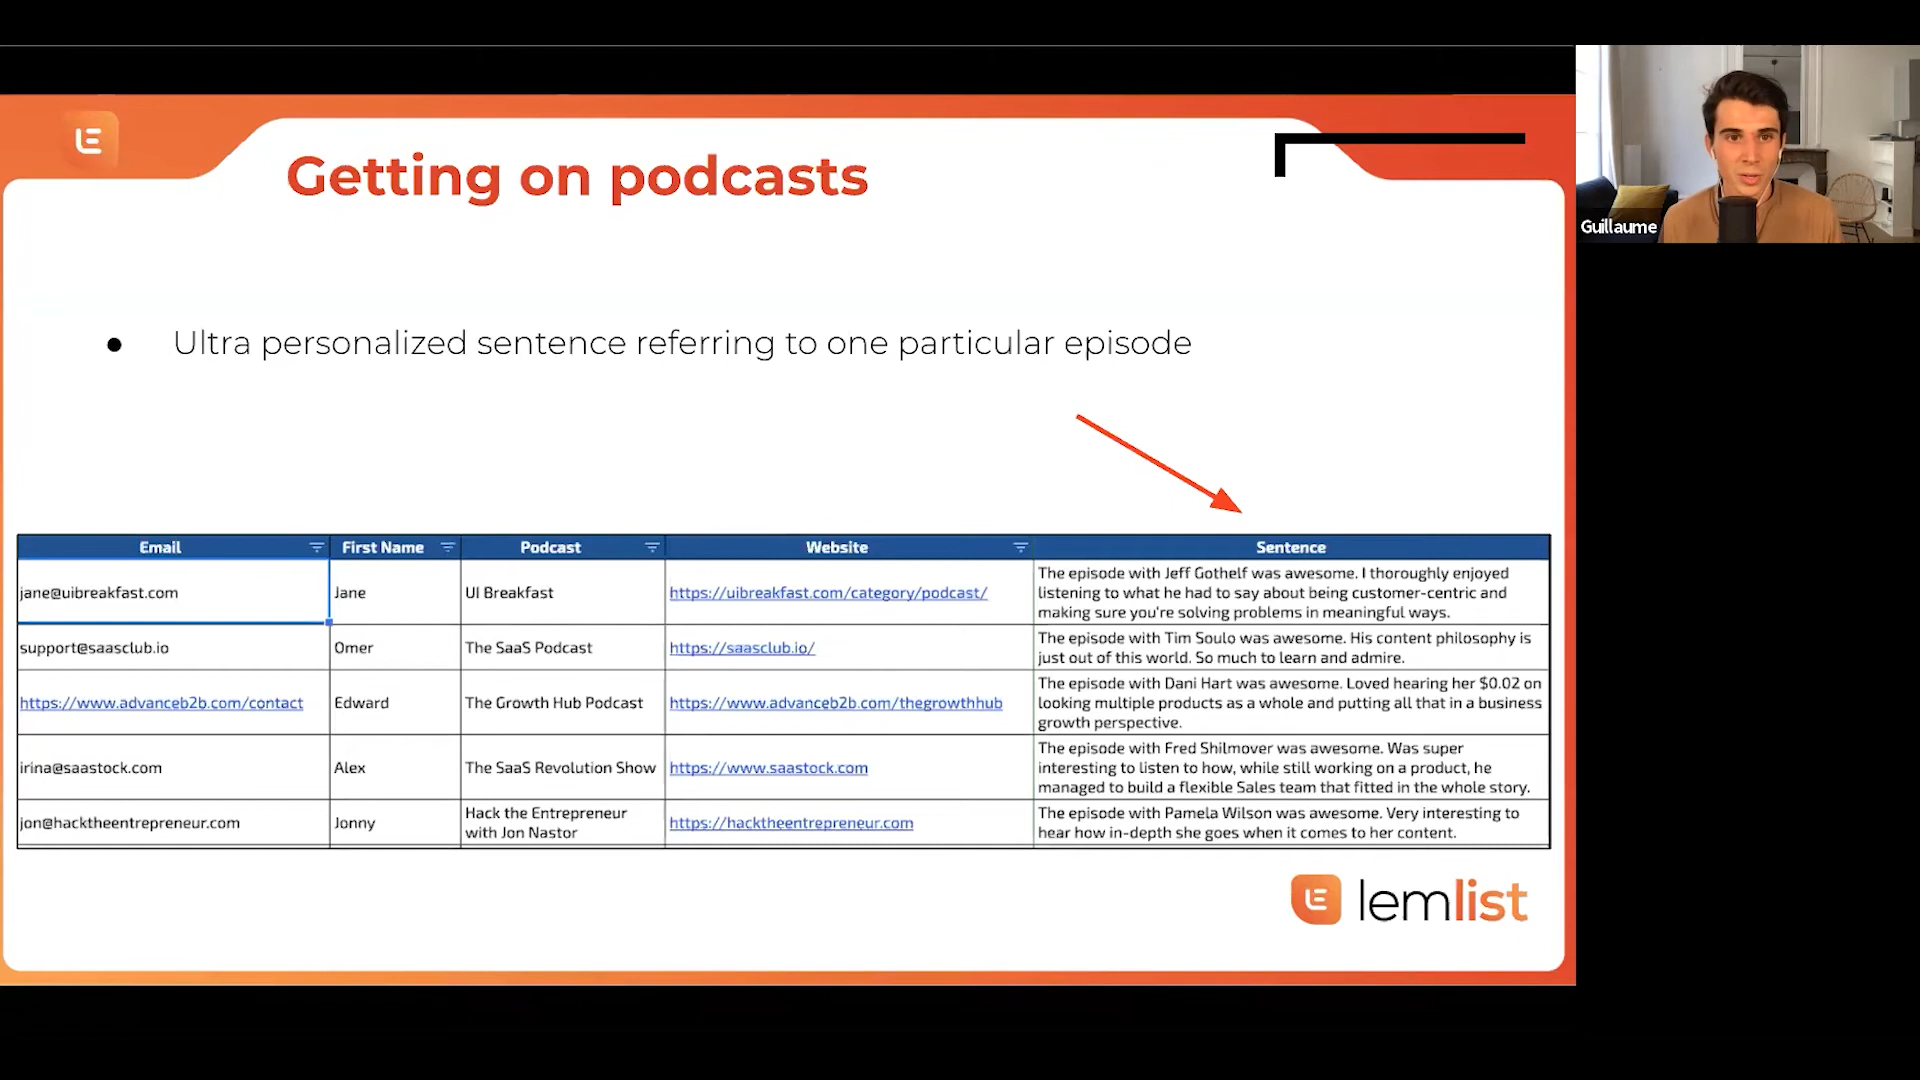 Getting on podcasts
Guillaume
● Ultra personalized sentence referring to one particular episode
Email First Name Podcast Website Sentence
jane@uibreakfast.com Jane UI Breakfast https://uibreakfast.com/category/podcast/ The episode with Jeff Gothelf was awesome. I thoroughly enjoyed
listening to what he had to say about being customer-centric and
making sure you're solving problems in meaningful ways.
support@saasclub.io Omer The SaaS Podcast https://saasclub.io/ The episode with Tim Soulo was awesome. His content philosophy is
just out of this world. So much to learn and admire.
https://www.advanceb2b.com/contact Edward The Growth Hub Podcast https://www.advanceb2b.com/thegrowthhub The episode with Dani Hart was awesome. Loved hearing her $0.02 on
looking multiple products as a whole and putting all that in a business
growth perspective.
irina@saastock.com Alex The SaaS Revolution Show https://www.saastock.com The episode with Fred Shilmover was awesome. Was super
interesting to listen to how, while still working on a product, he
managed to build a flexible Sales team that fitted in the whole story.
jon@hacktheentrepreneur.com Jonny Hack the Entrepreneur
with Jon Nastor https://hacktheentrepreneur.com The episode with Pamela Wilson was awesome. Very interesting to
hear how in-depth she goes when it comes to her content.
lemlist